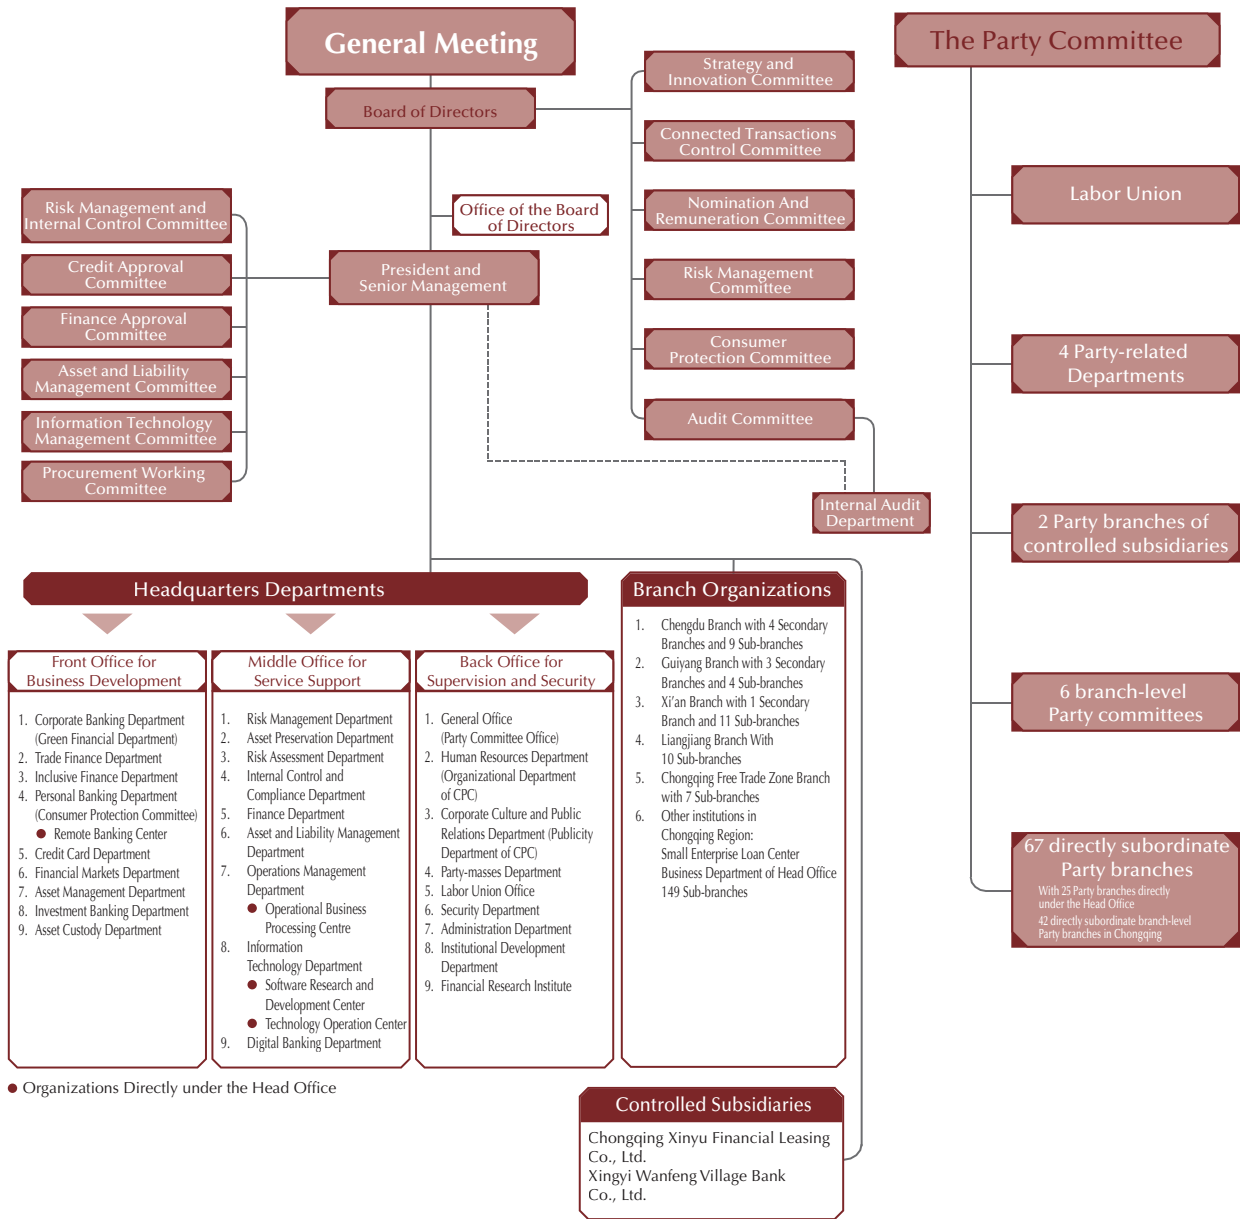 General Meeting
Board of Directors
Office of the Board
of Directors
President and
Senior Management
Risk Management and
Internal Control Committee
Credit Approval
Committee
Finance Approval
Committee
Asset and Liability
Management Committee
Information Technology
Management Committee
Procurement Working
Committee
Strategy and
Innovation Committee
Connected Transactions
Control Committee
Nomination And
Remuneration Committee
Risk Management
Committee
Consumer
Protection Committee
Audit Committee
Internal Audit
Department
The Party Committee
Labor Union
4 Party-related
Departments
2 Party branches of
controlled subsidiaries
6 branch-level
Party committees
67 directly subordinate
Party branches
With 25 Party branches directly
under the Head Office
42 directly subordinate branch-level
Party branches in Chongqing
Headquarters Departments
Front Office for
Business Development
1. Corporate Banking Department
(Green Financial Department)
2. Trade Finance Department
3. Inclusive Finance Department
4. Personal Banking Department
(Consumer Protection Committee)
● Remote Banking Center
5. Credit Card Department
6. Financial Markets Department
7. Asset Management Department
8. Investment Banking Department
9. Asset Custody Department
Middle Office for
Service Support
1. Risk Management Department
2. Asset Preservation Department
3. Risk Assessment Department
4. Internal Control and
Compliance Department
5. Finance Department
6. Asset and Liability Management
Department
7. Operations Management
Department
● Operational Business
Processing Centre
8. Information
Technology Department
● Software Research and
Development Center
● Technology Operation Center
9. Digital Banking Department
Back Office for
Supervision and Security
1. General Office
(Party Committee Office)
2. Human Resources Department
(Organizational Department
of CPC)
3. Corporate Culture and Public
Relations Department (Publicity
Department of CPC)
4. Party-masses Department
5. Labor Union Office
6. Security Department
7. Administration Department
8. Institutional Development
Department
9. Financial Research Institute
Branch Organizations
1. Chengdu Branch with 4 Secondary
Branches and 9 Sub-branches
2. Guiyang Branch with 3 Secondary
Branches and 4 Sub-branches
3. Xi’an Branch with 1 Secondary
Branch and 11 Sub-branches
4. Liangjiang Branch With
10 Sub-branches
5. Chongqing Free Trade Zone Branch
with 7 Sub-branches
6. Other institutions in
Chongqing Region:
Small Enterprise Loan Center
Business Department of Head Office
149 Sub-branches
● Organizations Directly under the Head Office
Controlled Subsidiaries
Chongqing Xinyu Financial Leasing
Co., Ltd.
Xingyi Wanfeng Village Bank
Co., Ltd.